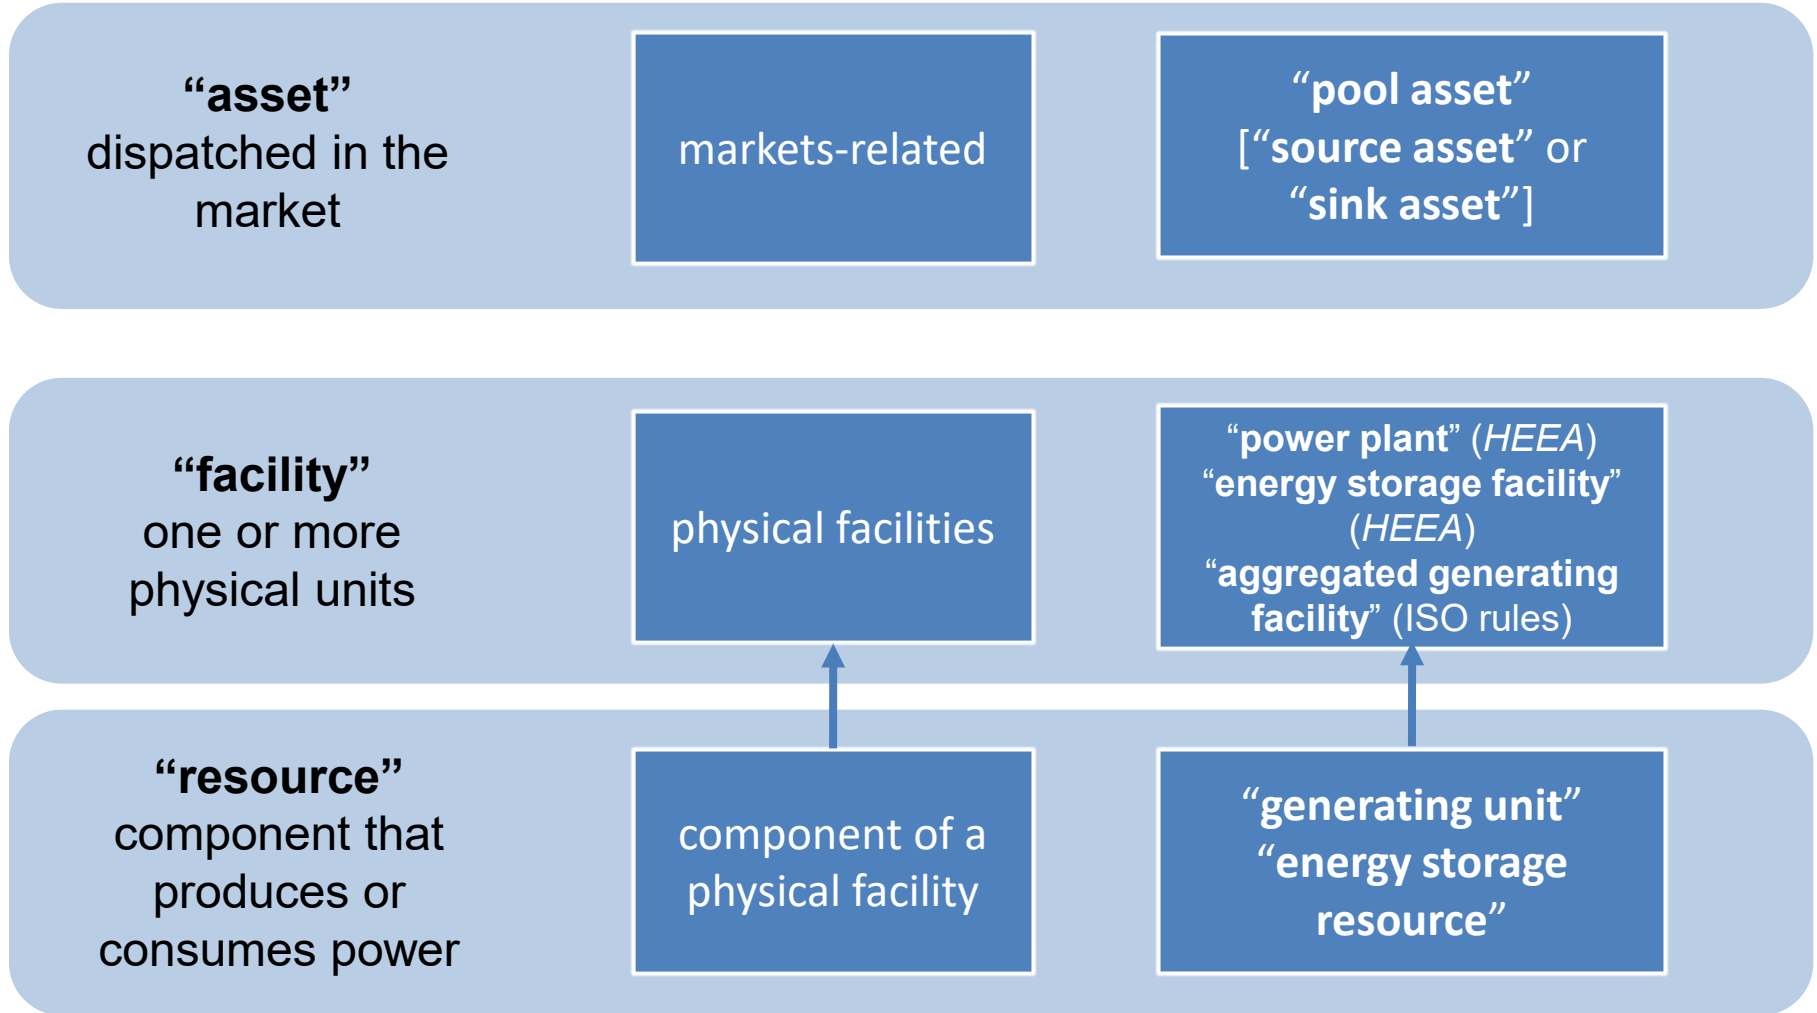 “asset”
dispatched in the
market
markets-related
“pool asset”
[“source asset” or
“sink asset”]
“facility”
one or more
physical units
physical facilities
“power plant” (HEEA)
“energy storage facility”
(HEEA)
“aggregated generating
facility” (ISO rules)
“resource”
component that
produces or
consumes power
component of a
physical facility
“generating unit”
“energy storage
resource”